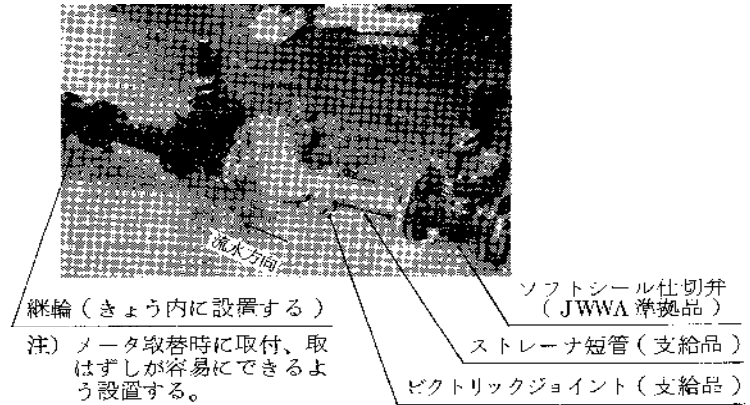 流水方向
継輪（きょう内に設置する）
注）メータ取替時に取付、取
はずしが容易にできるよ
う設置する。
ソフトシール仕切弁
（JWWA準拠品）
ストレーナ短管（支給品）
ビクトリックジョイント（支給品）